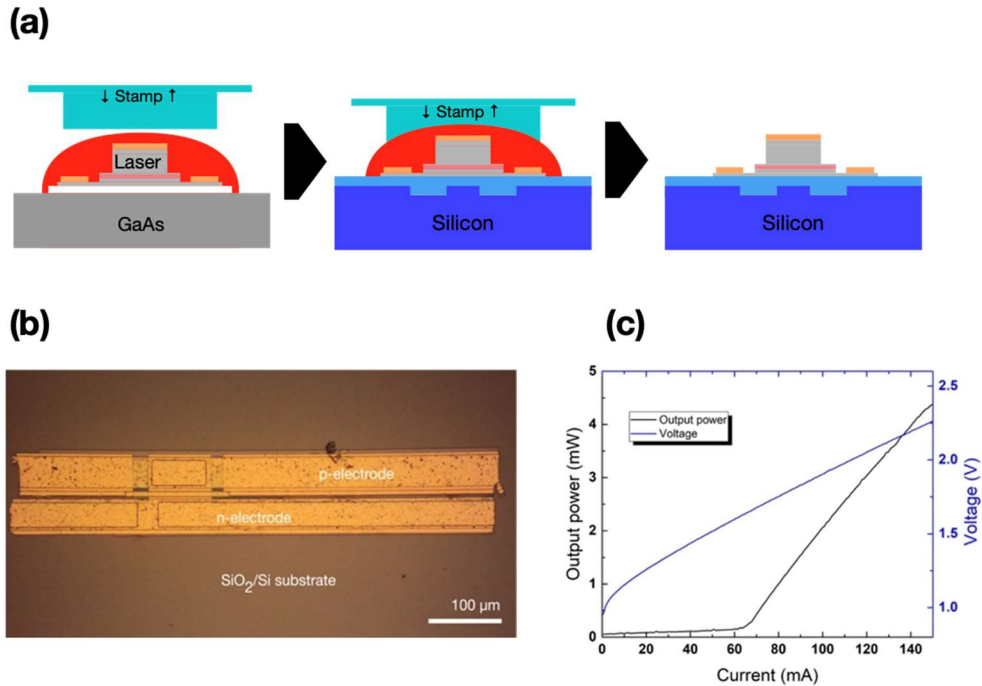 (a)
↓ Stamp ↑
Laser
GaAs
↓ Stamp ↑
Silicon
Silicon
(b)
p-electrode
n-electrode
SiO2/Si substrate
100 µm
(c)
Output power
Voltage
Output power (mW)
5
4
3
2
1
0
0 20 40 60 80 100 120 140
Current (mA)
2.5
2.0
1.5
1.0
Voltage (V)